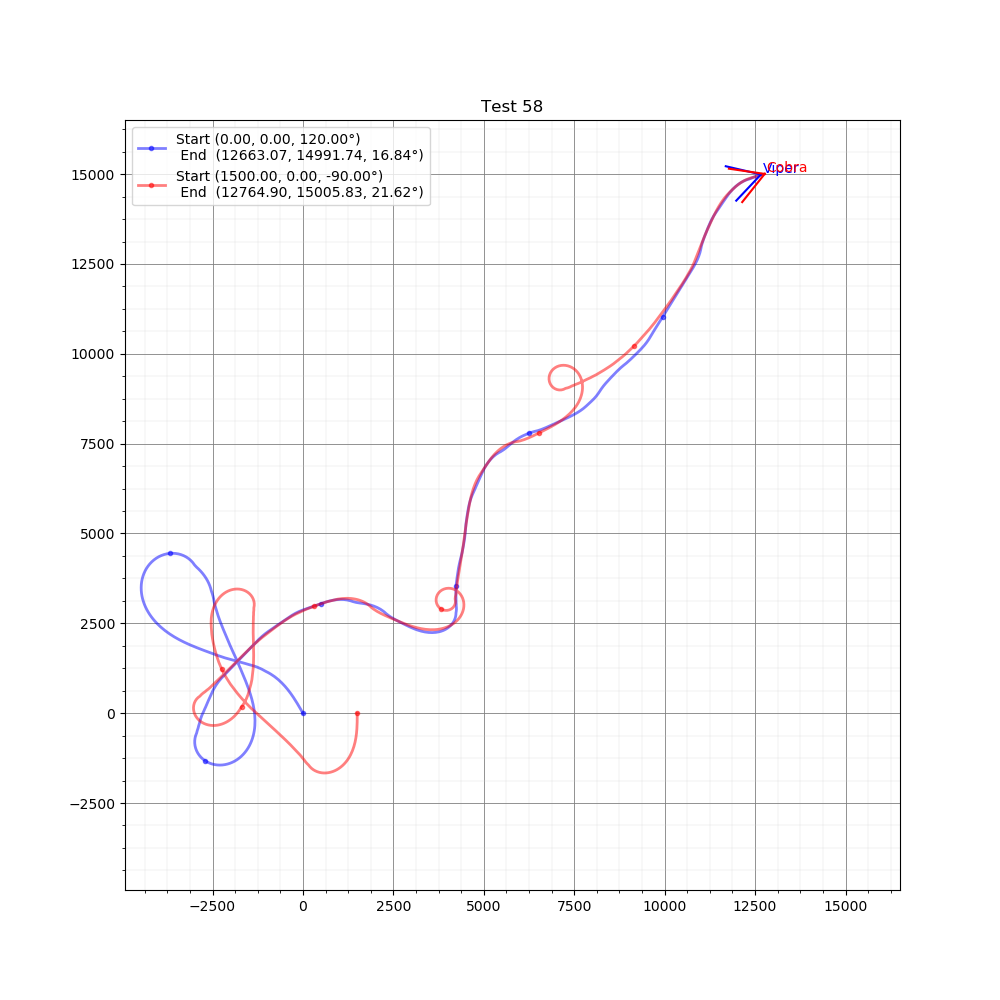 Test 58
Start (0.00, 0.00, 120.00°)
End (12663.07, 14991.74, 16.84°)
Start (1500.00, 0.00, -90.00°)
End (12764.90, 15005.83, 21.62°)
Viper
Cobra
15000
12500
10000
7500
5000
2500
0
−2500
−2500 0 2500 5000 7500 10000 12500 15000